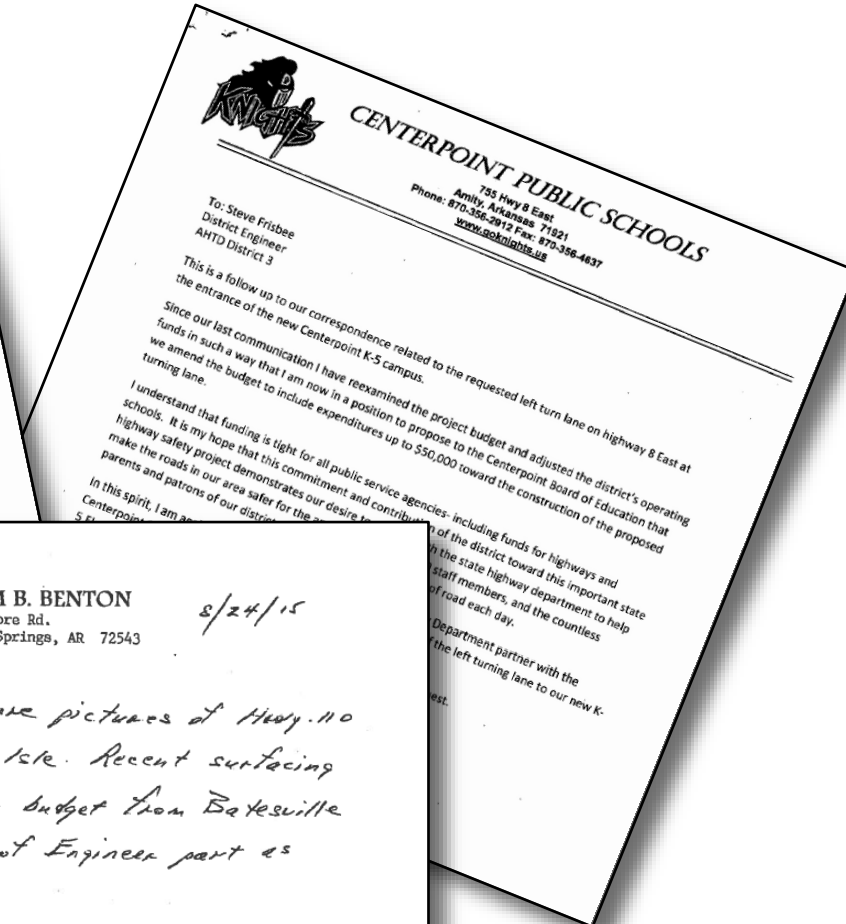 KNIGHTS
CENTERPOINT PUBLIC SCHOOLS
755 Hwy 8 East
Amity, Arkansas 71921
Phone: 870-356-2912 Fax: 870-356-4637
www.goknights.us
To: Steve Frisbee
District Engineer
AHTD District 3
This is a follow up to our correspondence related to the requested left turn lane on highway 8 East at
the entrance of the new Centerpoint K-5 campus.
Since our last communication I have reexamined the project budget and adjusted the district's operating
funds in such a way that I am now in a position to propose to the Centerpoint Board of Education that
we amend the budget to include expenditures up to $50,000 toward the construction of the proposed
turning lane.
I understand that funding is tight for all public service agencies- including funds for highways and
schools. It is my hope that this commitment and contribution of the district toward this important state
highway safety project demonstrates our desire to the state highway department to help
make the roads in our area safer for the staff members, and the countless
parents and patrons of our district of road each day.
In this spirit, I am Department partner with the
Centerpoint of the left turning lane to our new K-
5
B. BENTON
Rd.
Springs, AR 72543
8/24/15
pictures of Hwy. 110
Isle. Recent surfacing
budget from Batesville
of Engineer part as